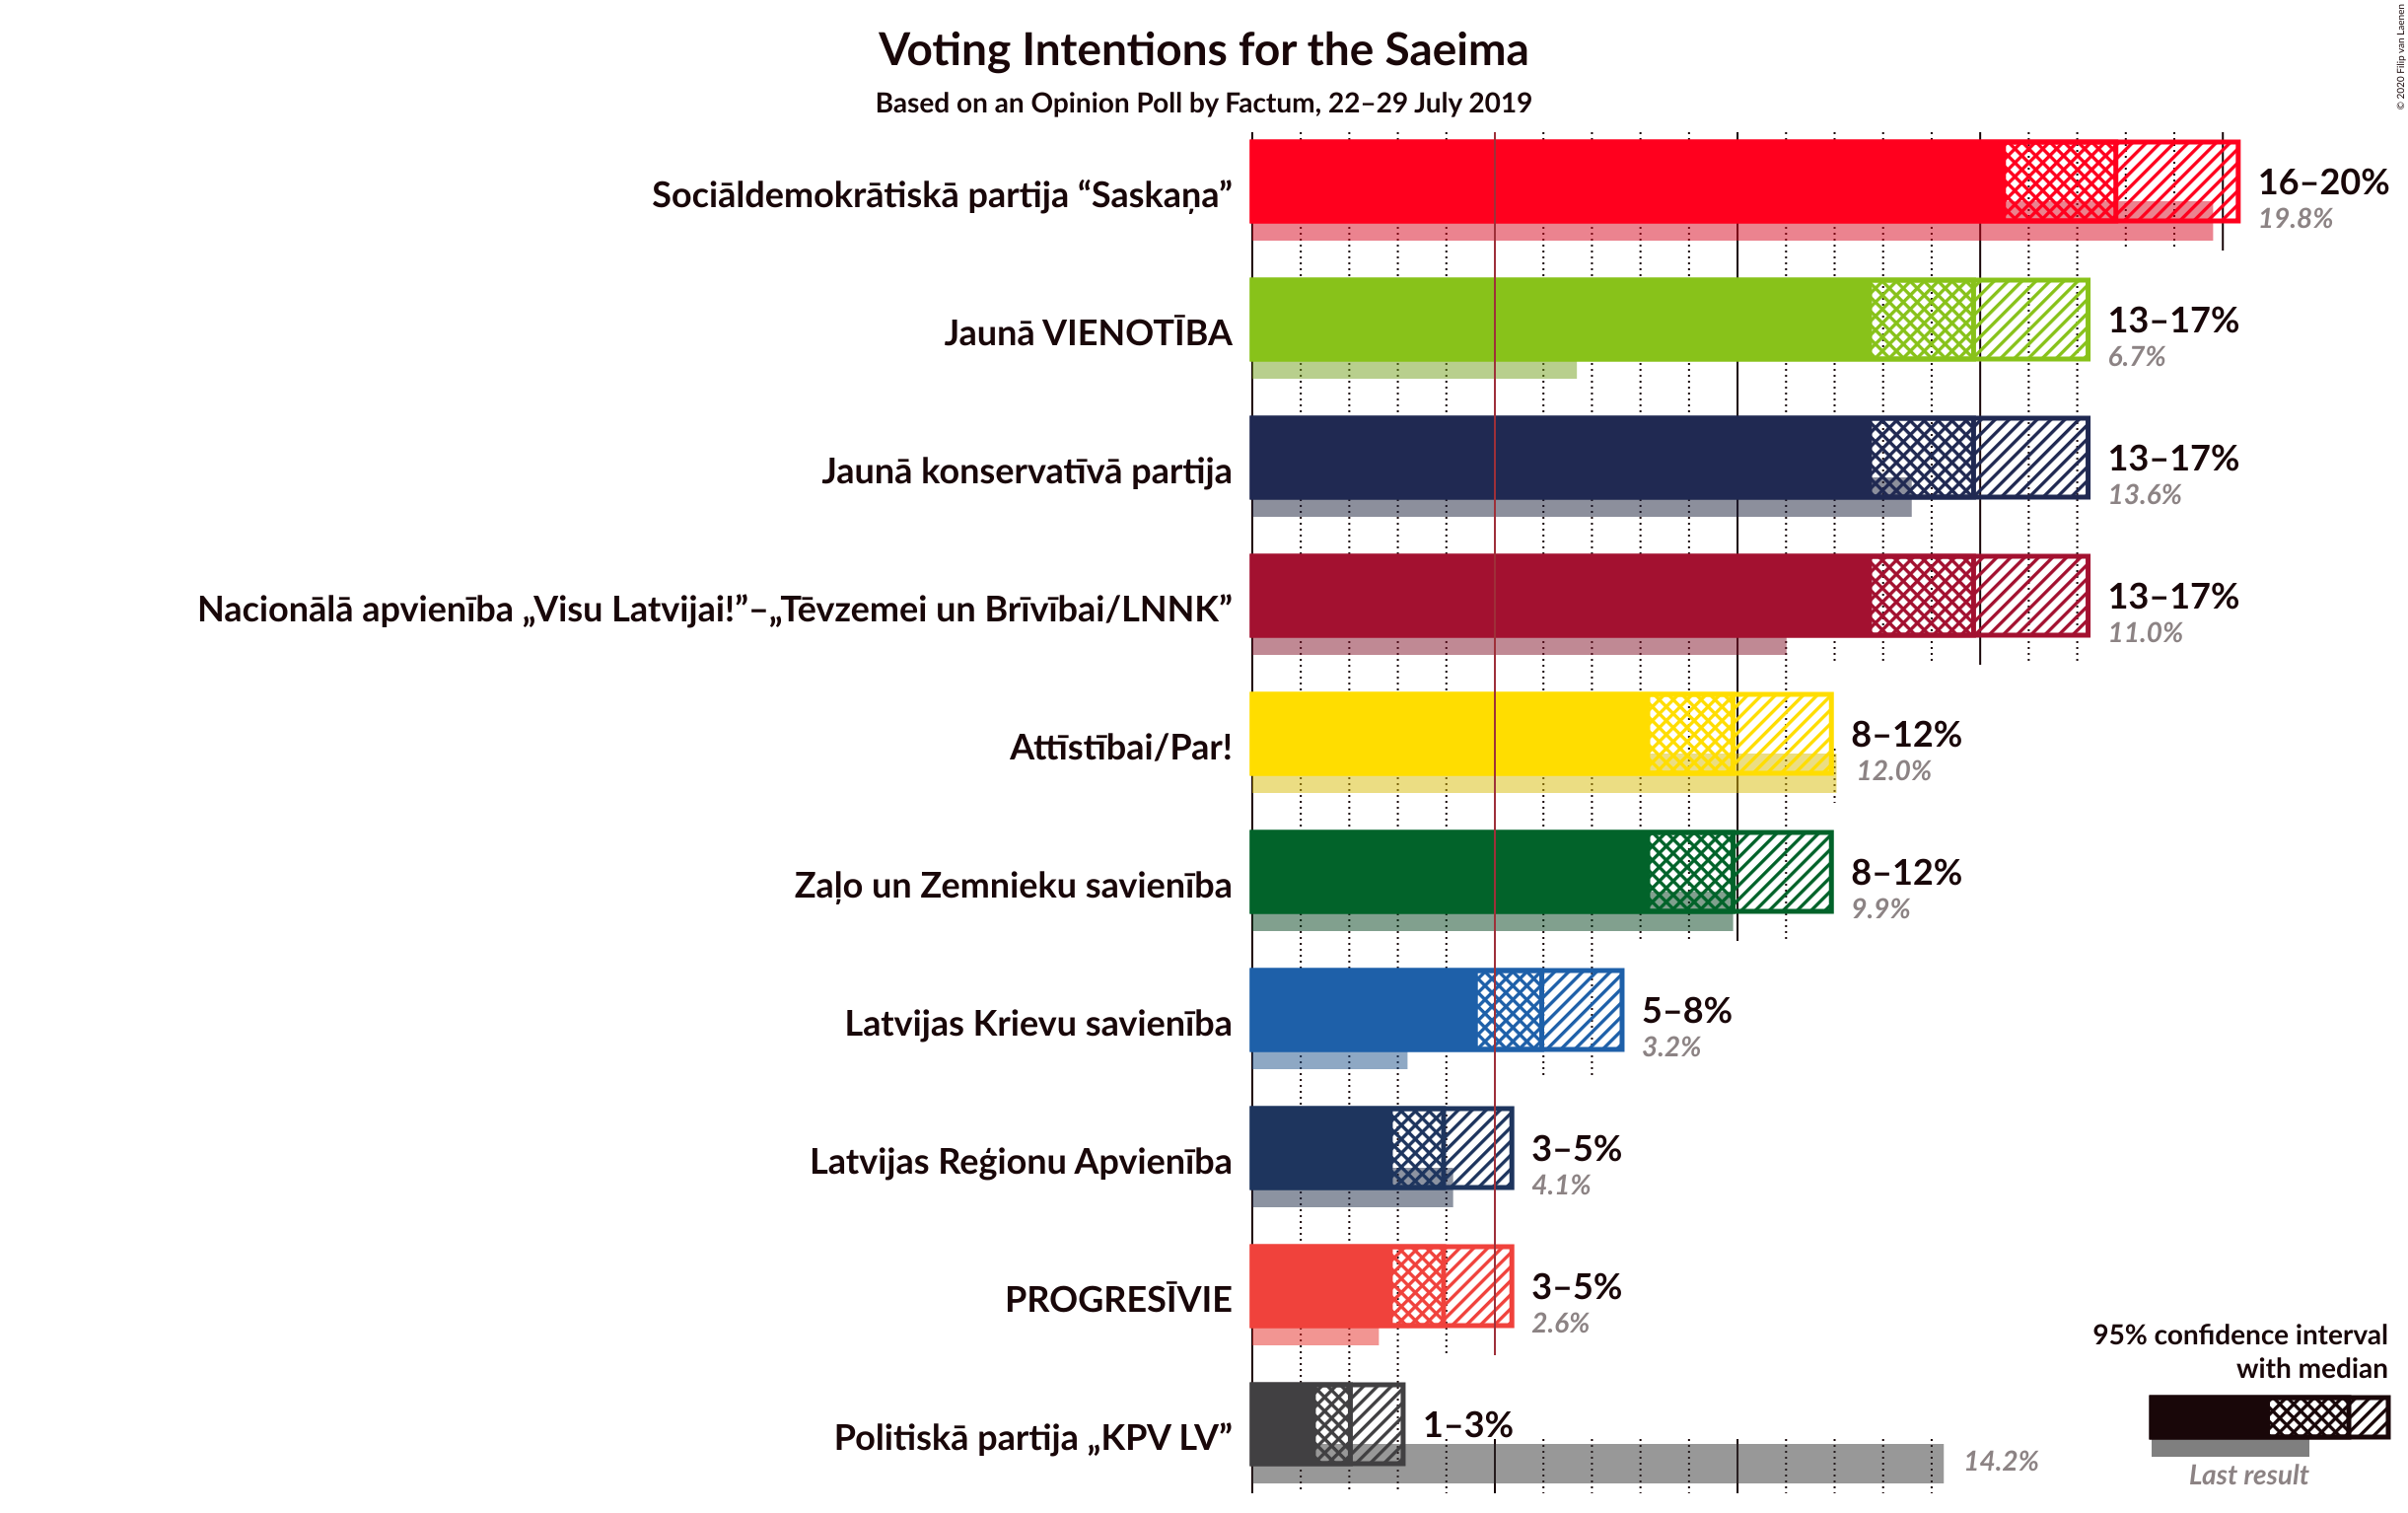 Voting Intentions for the Saeima
Based on an Opinion Poll by Factum, 22–29 July 2019
© 2020 Filip van Laenen
Sociāldemokrātiskā partija “Saskaņa”
16–20%
19.8%
Jaunā VIENOTĪBA
13–17%
6.7%
Jaunā konservatīvā partija
13–17%
13.6%
Nacionālā apvienība „Visu Latvijai!”–„Tēvzemei un Brīvībai/LNNK”
13–17%
11.0%
Attīstībai/Par!
8–12%
12.0%
Zaļo un Zemnieku savienība
8–12%
9.9%
Latvijas Krievu savienība
5–8%
3.2%
Latvijas Reģionu Apvienība
3–5%
4.1%
PROGRESĪVIE
3–5%
2.6%
Politiskā partija „KPV LV”
1–3%
14.2%
95% confidence interval
with median
Last result